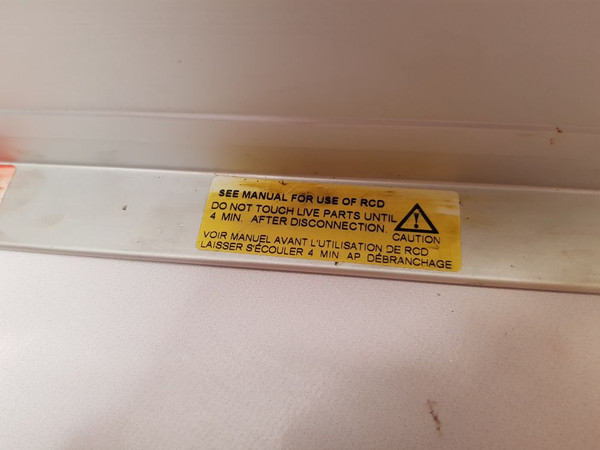 SEE MANUAL FOR USE OF RCD
DO NOT TOUCH LIVE PARTS UNTIL
4 MIN. AFTER DISCONNECTION.
CAUTION
VOIR MANUEL AVANT L'UTILISATION DE RCD
LAISSER S'ÉCOULER 4 MIN AP DÉBRANCHAGE